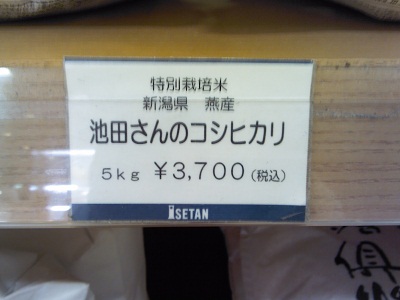 特別栽培米
新潟県　燕産
池田さんのコシヒカリ
5kg ￥3,700(税込)
ISETAN